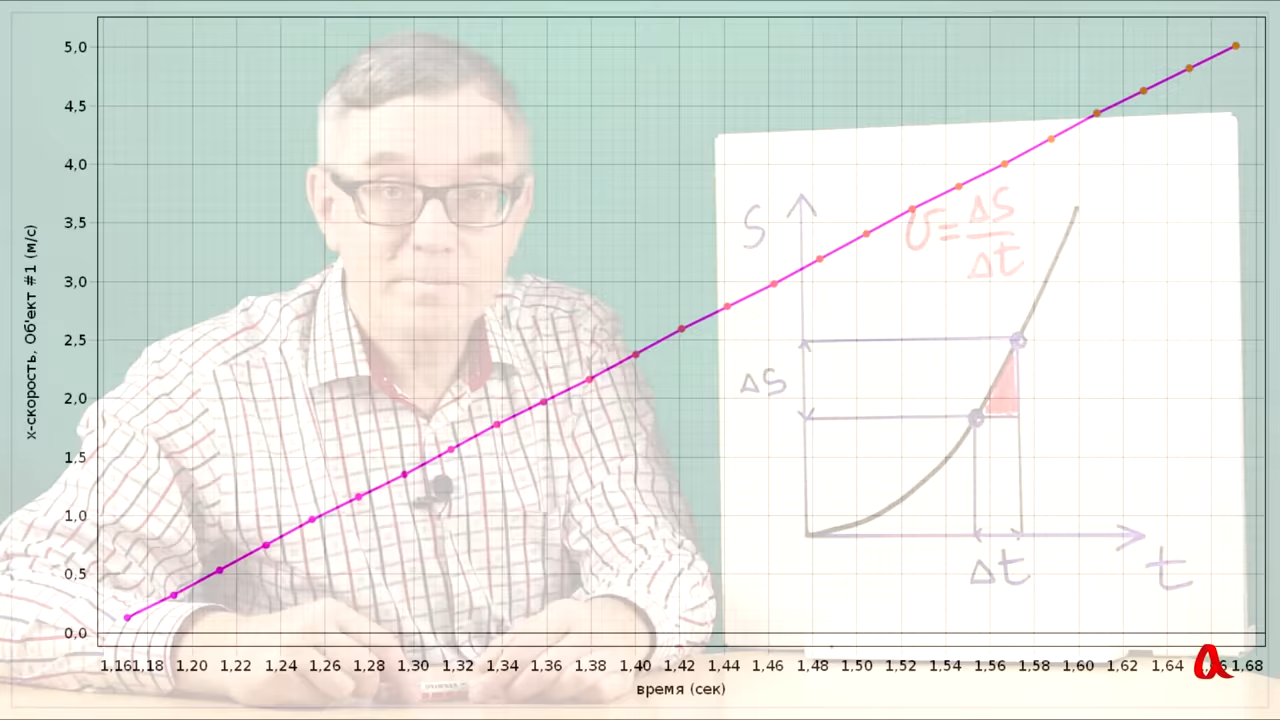 5,0
4,5
4,0
3,5
3,0
2,5
2,0
1,5
1,0
0,5
0,0
х-скорость, Об'ект #1 (м/с)
1,16 1,18 1,20 1,22 1,24 1,26 1,28 1,30 1,32 1,34 1,36 1,38 1,40 1,42 1,44 1,46 1,48 1,50 1,52 1,54 1,56 1,58 1,60 1,62 1,64 1.68
время (сек)
S
υ = ΔS
Δt
ΔS
Δt
t
a